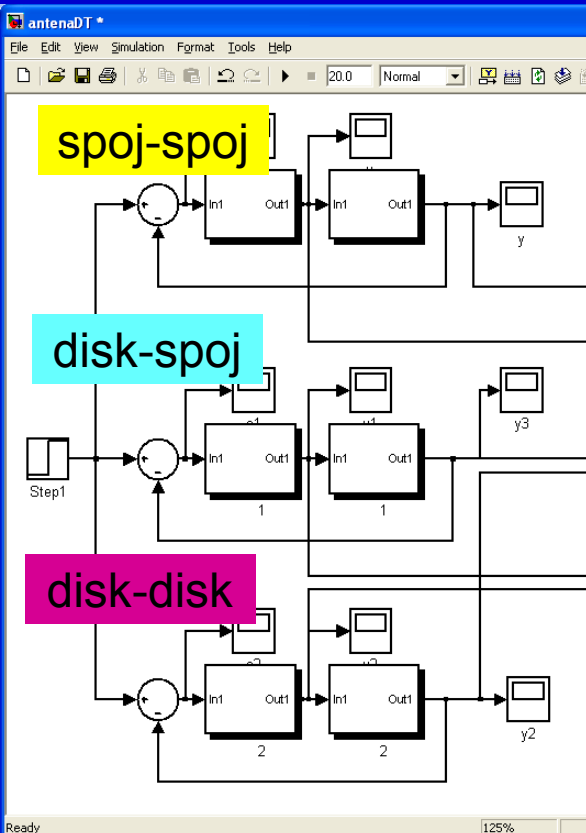 antenaDT *
File Edit View Simulation Format Tools Help
20.0 Normal
spoj-spoj
In1 Out1 In1 Out1
y
disk-spoj
y3
In1 Out1 In1 Out1
Step1
1 1
disk-disk
In1 Out1 In1 Out1
y2
2 2
Ready 125%